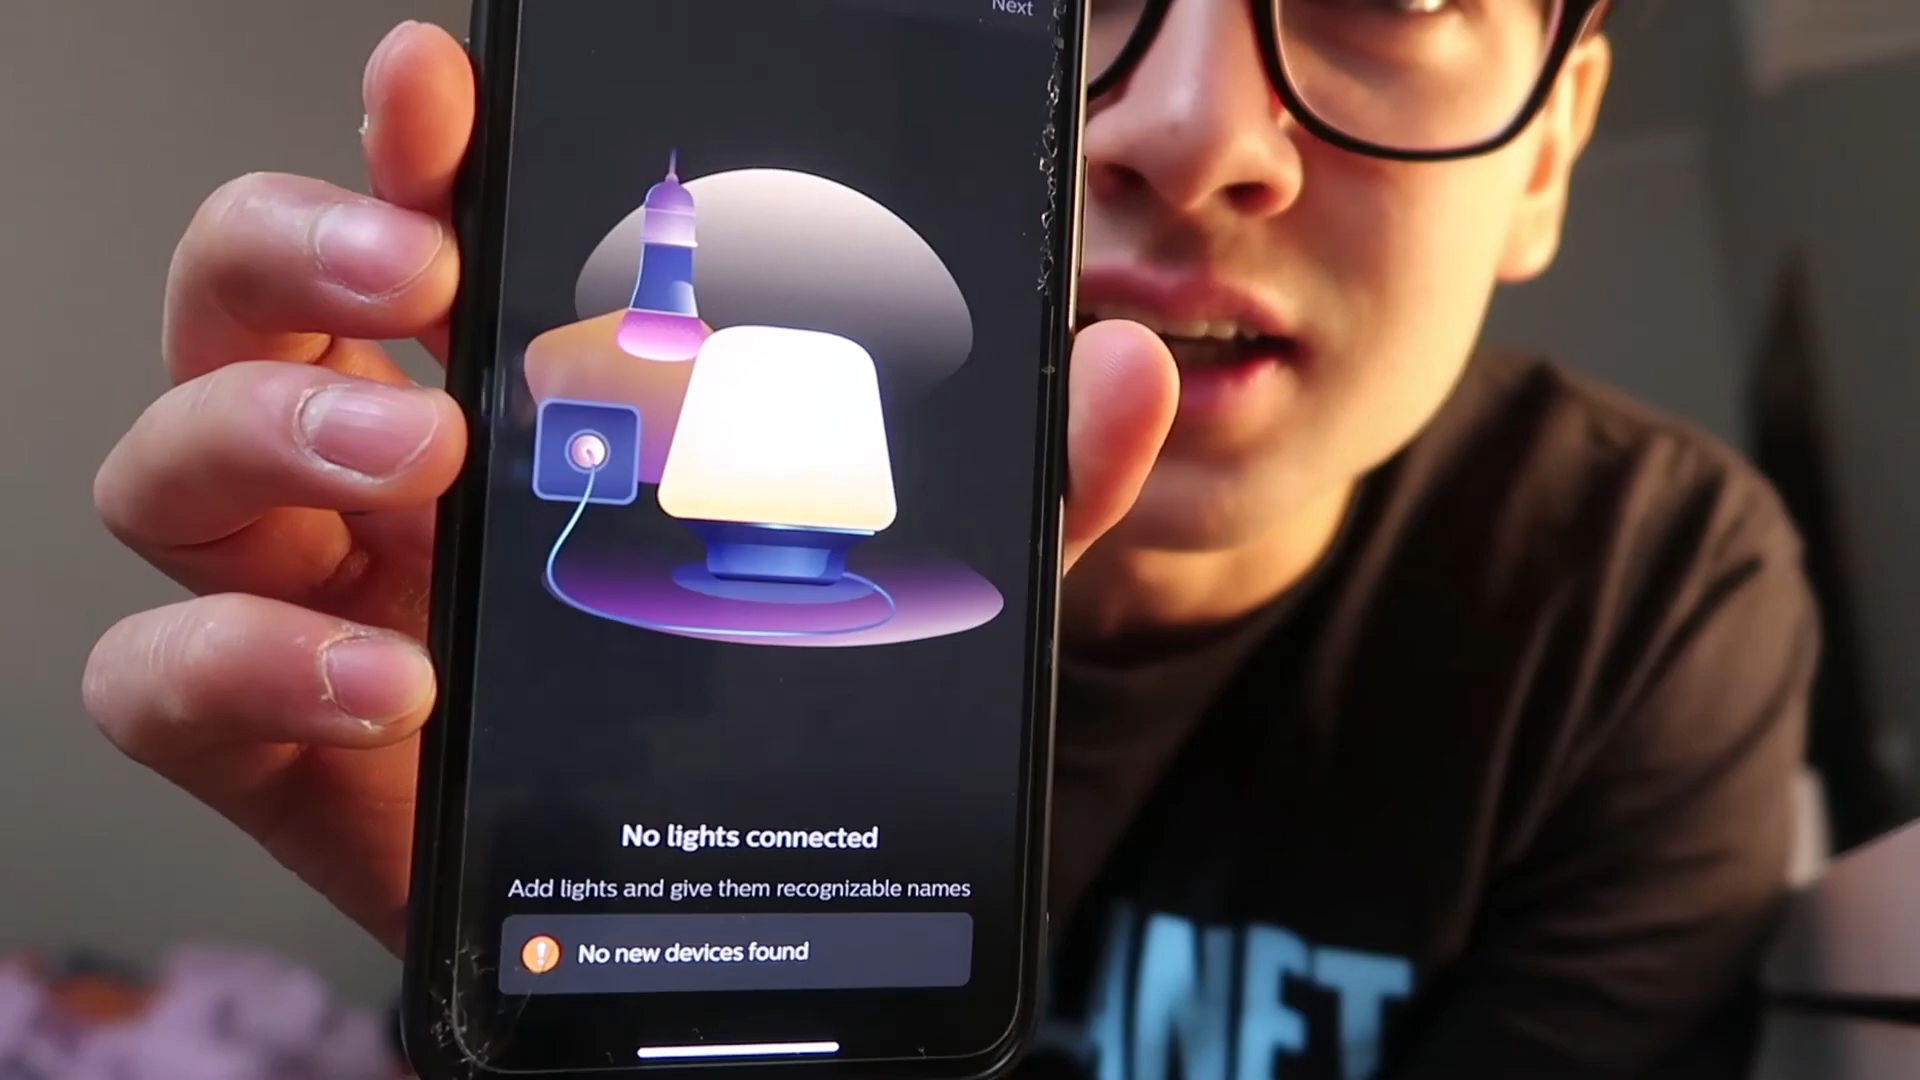 Next
No lights connected
Add lights and give them recognizable names
No new devices found